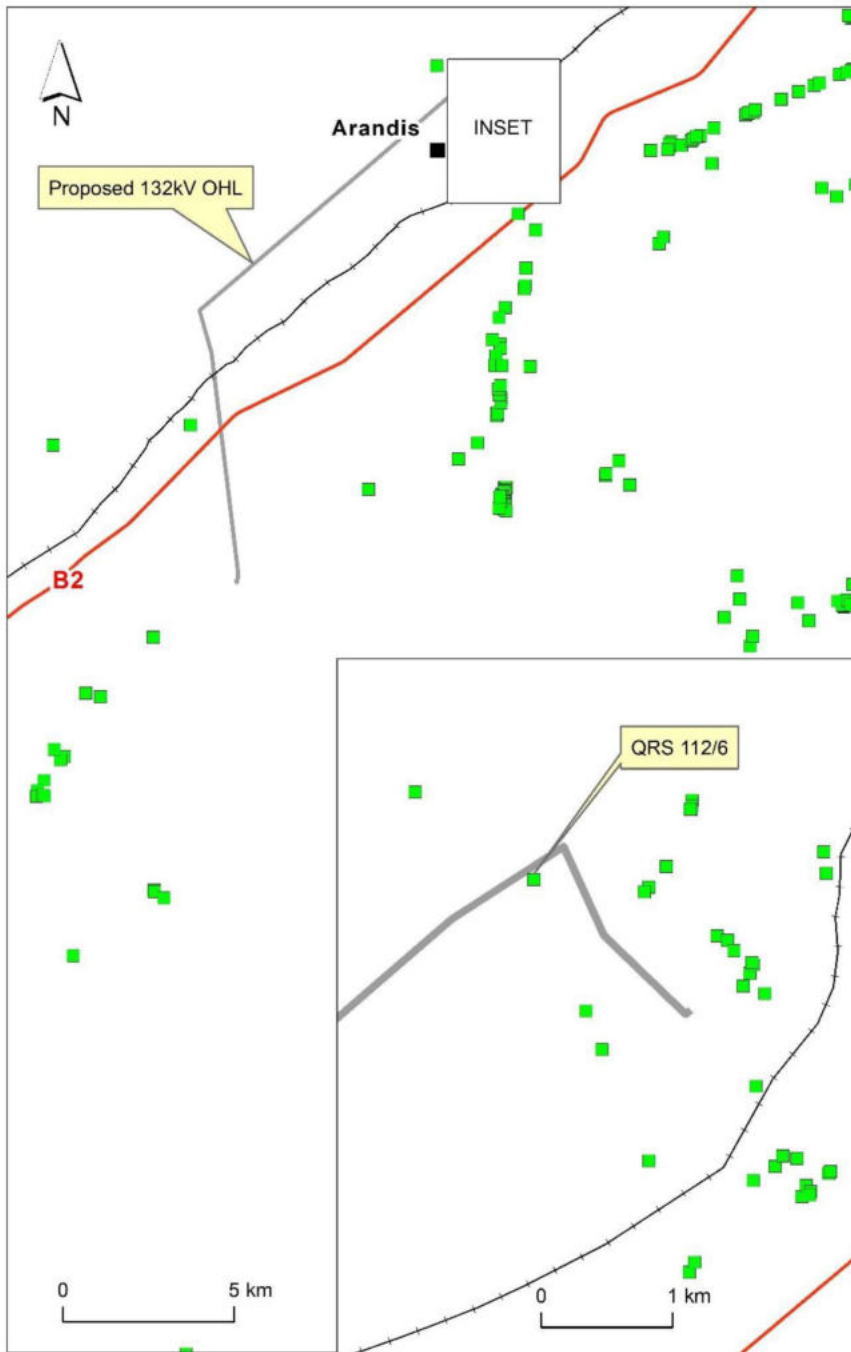 N
Arandis
INSET
Proposed 132kV OHL
B2
QRS 112/6
0 5 km
0 1 km